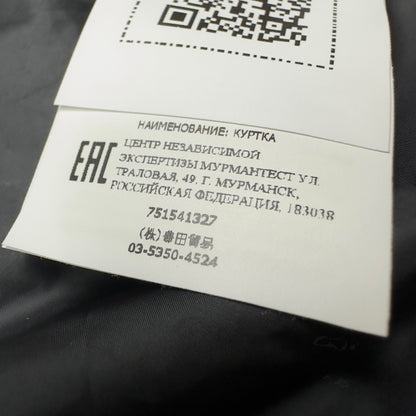 НАИМЕНОВАНИЕ: КУРТКА
EAC
ЦЕНТР НЕЗАВИСИМОЙ
ЭКСПЕРТИЗЫ МУРМАНТЕСТ УЛ.
ТРАЛОВАЯ, 49. Г. МУРМАНСК,
РОССИЙСКАЯ ФЕДЕРАЦИЯ, 183038
751541327
(株)豊田貿易
03-5350-4524